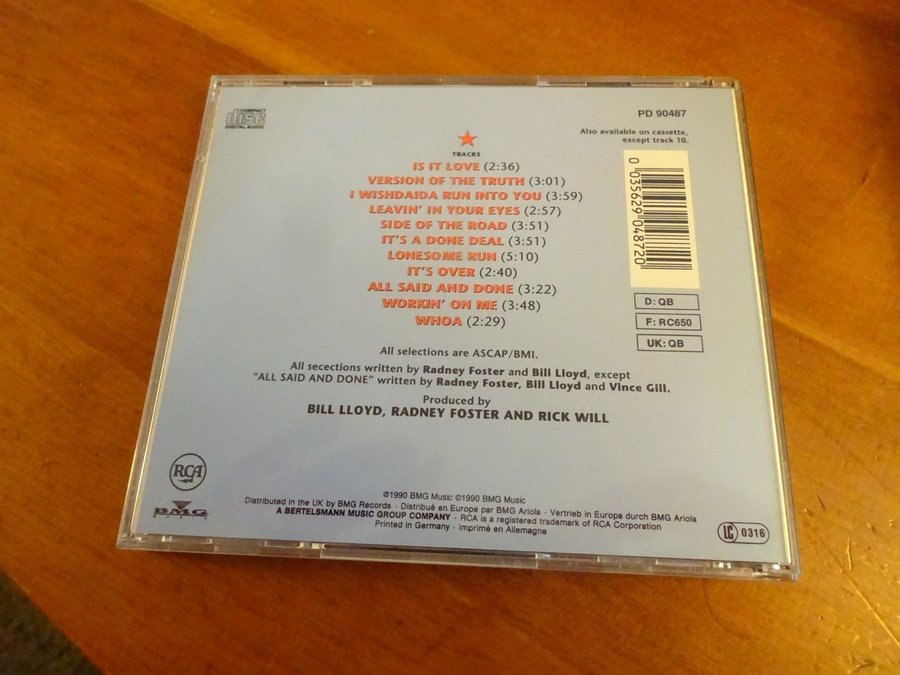 COMPACT
disc
DIGITAL AUDIO
PD 90487
Also available on cassette,
except track 10.
TRACKS
IS IT LOVE (2:36)
VERSION OF THE TRUTH (3:01)
I WISHDAIDA RUN INTO YOU (3:59)
LEAVIN' IN YOUR EYES (2:57)
SIDE OF THE ROAD (3:51)
IT'S A DONE DEAL (3:51)
LONESOME RUN (5:10)
IT'S OVER (2:40)
ALL SAID AND DONE (3:22)
WORKIN' ON ME (3:48)
WHOA (2:29)
0 035629 048720
D: QB
F: RC650
UK: QB
All selections are ASCAP/BMI.
All secections written by Radney Foster and Bill Lloyd, except
"ALL SAID AND DONE" written by Radney Foster, Bill Lloyd and Vince Gill.
Produced by
BILL LLOYD, RADNEY FOSTER AND RICK WILL
RCA
BMG
℗1990 BMG Music ©1990 BMG Music
Distributed in the UK by BMG Records · Distribué en Europe par BMG Ariola · Vertrieb in Europa durch BMG Ariola
A BERTELSMANN MUSIC GROUP COMPANY · RCA is a registered trademark of RCA Corporation
Printed in Germany · Imprimé en Allemagne
LC 0316